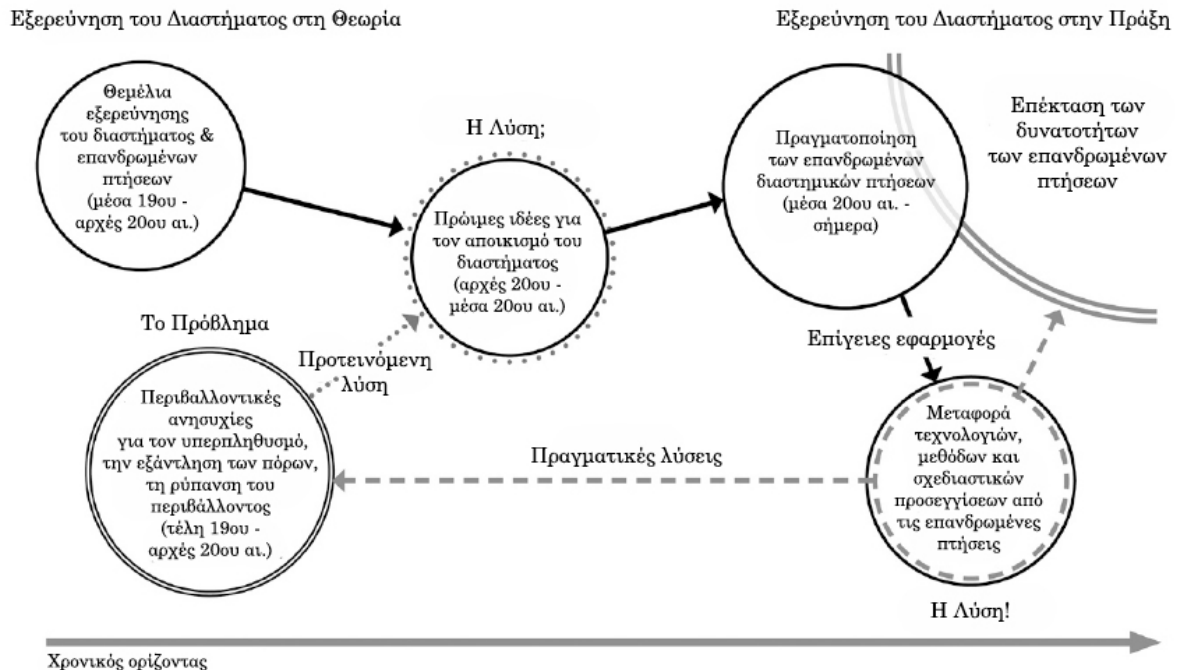 Εξερεύνηση του Διαστήματος στη Θεωρία
Εξερεύνηση του Διαστήματος στην Πράξη
Θεμέλια
εξερεύνησης
του διαστήματος &
επανδρωμένων
πτήσεων
(μέσα 19ου -
αρχές 20ου αι.)
Η Λύση;
Πρώιμες ιδέες για
τον αποικισμό του
διαστήματος
(αρχές 20ου -
μέσα 20ου αι.)
Πραγματοποίηση
των επανδρωμένων
διαστημικών πτήσεων
(μέσα 20ου αι. -
σήμερα)
Επέκταση των
δυνατοτήτων
των επανδρωμένων
πτήσεων
Το Πρόβλημα
Προτεινόμενη
λύση
Περιβαλλοντικές
ανησυχίες
για τον υπερπληθυσμό,
την εξάντληση των πόρων,
τη ρύπανση του
περιβάλλοντος
(τέλη 19ου -
αρχές 20ου αι.)
Επίγειες εφαρμογές
Πραγματικές λύσεις
Μεταφορά
τεχνολογιών,
μεθόδων και
σχεδιαστικών
προσεγγίσεων από
τις επανδρωμένες
πτήσεις
Η Λύση!
Χρονικός ορίζοντας